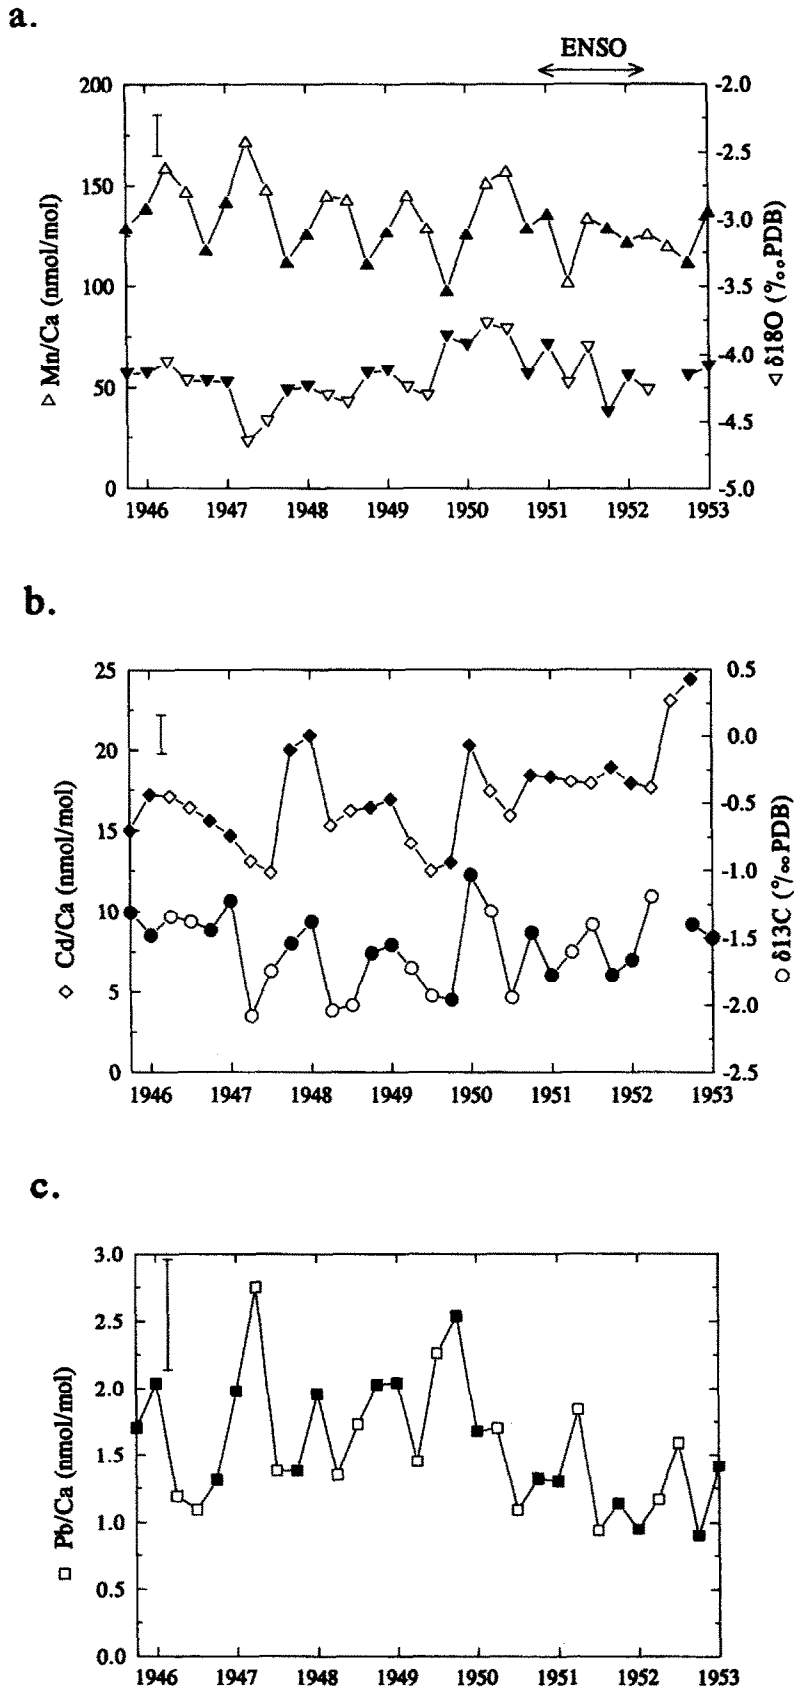 a.
ENSO
200
150
100
50
0
-2.0
-2.5
-3.0
-3.5
-4.0
-4.5
-5.0
△ Mn/Ca (nmol/mol)
▽ δ18O (°/∘∘PDB)
1946 1947 1948 1949 1950 1951 1952 1953
b.
25
20
15
10
5
0
0.5
0.0
-0.5
-1.0
-1.5
-2.0
-2.5
◇ Cd/Ca (nmol/mol)
○ δ13C (°/∞PDB)
1946 1947 1948 1949 1950 1951 1952 1953
c.
3.0
2.5
2.0
1.5
1.0
0.5
0.0
□ Pb/Ca (nmol/mol)
1946 1947 1948 1949 1950 1951 1952 1953